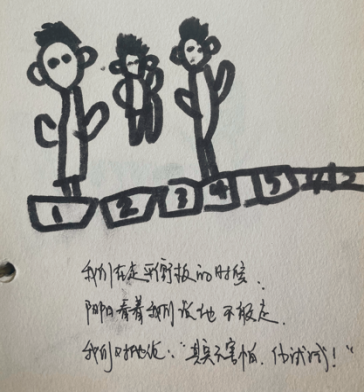 1 2 3 4 5
我们在走平衡板的时候、
阳阳看着我们 地不敢走.
我们对他说："其实不害怕，你试试！"